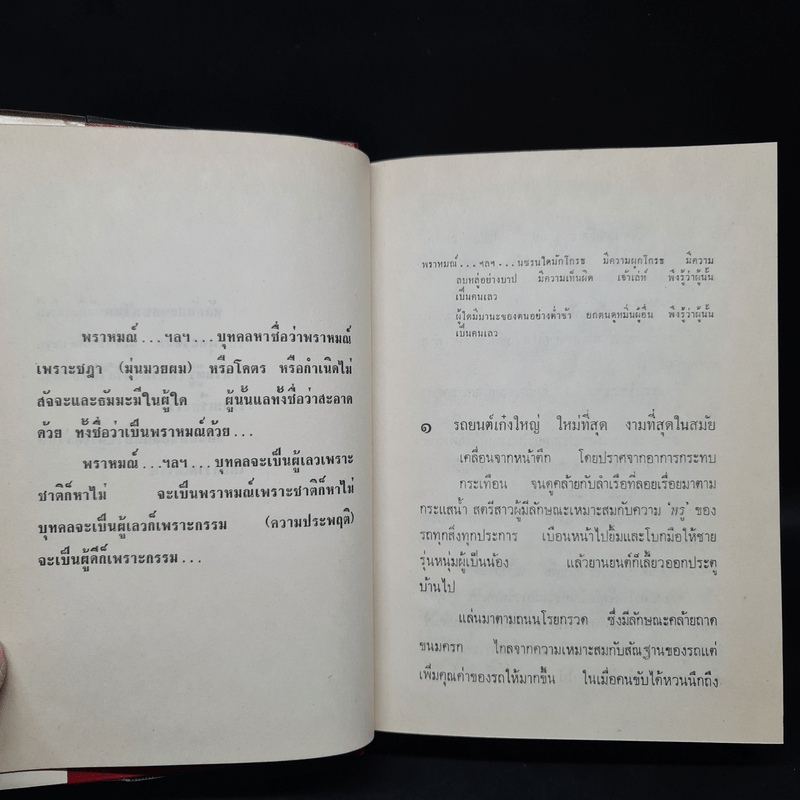 พราหมณ์...ฯลฯ...บุทคลหาชื่อว่าพราหมณ์
เพราะชฎา (มุ่นมวยผม) หรือโคตร หรือกำเนิดไม่
สัจจะและธัมมะมีในผู้ใด ผู้นั้นแลทั้งชื่อว่าสะอาด
ด้วย ทั้งชื่อว่าเป็นพราหมณ์ด้วย...
พราหมณ์...ฯลฯ...บุทคลจะเป็นผู้เลวเพราะ
ชาติก็หาไม่ จะเป็นพราหมณ์เพราะชาติก็หาไม่
บุทคลจะเป็นผู้เลวก็เพราะกรรม (ความประพฤติ)
จะเป็นผู้ดีก็เพราะกรรม...
พราหมณ์...ฯลฯ...นชรนใดมักโกรธ มีความผูกโกรธ มีความ
ลบหลู่อย่างบาป มีความเห็นผิด เจ้าเล่ห์ พึงรู้ว่าผู้นั้น
เป็นคนเลว
ผู้ใดมีมานะของตนอย่างต่ำช้า ยกตนดูหมิ่นผู้อื่น พึงรู้ว่าผู้นั้น
เป็นคนเลว
๑ รถยนต์เก๋งใหญ่ ใหม่ที่สุด งามที่สุดในสมัย
เคลื่อนจากหน้าตึก โดยปราศจากอาการกระทบ
กระเทือน จนดูคล้ายกับลำเรือที่ลอยเรื่อยมาตาม
กระแสน้ำ สตรีสาวผู้มีลักษณะเหมาะสมกับความ 'หรู' ของ
รถทุกสิ่งทุกประการ เบือนหน้าไปยิ้มและโบกมือให้ชาย
รุ่นหนุ่มผู้เป็นน้อง แล้วยานยนต์ก็เลี้ยวออกประตู
บ้านไป
แล่นมาตามถนนโรยกรวด ซึ่งมีลักษณะคล้ายถาด
ขนมครก ไกลจากความเหมาะสมกับสัณฐานของรถแต่
เพิ่มคุณค่าของรถให้มากขึ้น ในเมื่อคนขับได้หวนนึกถึง